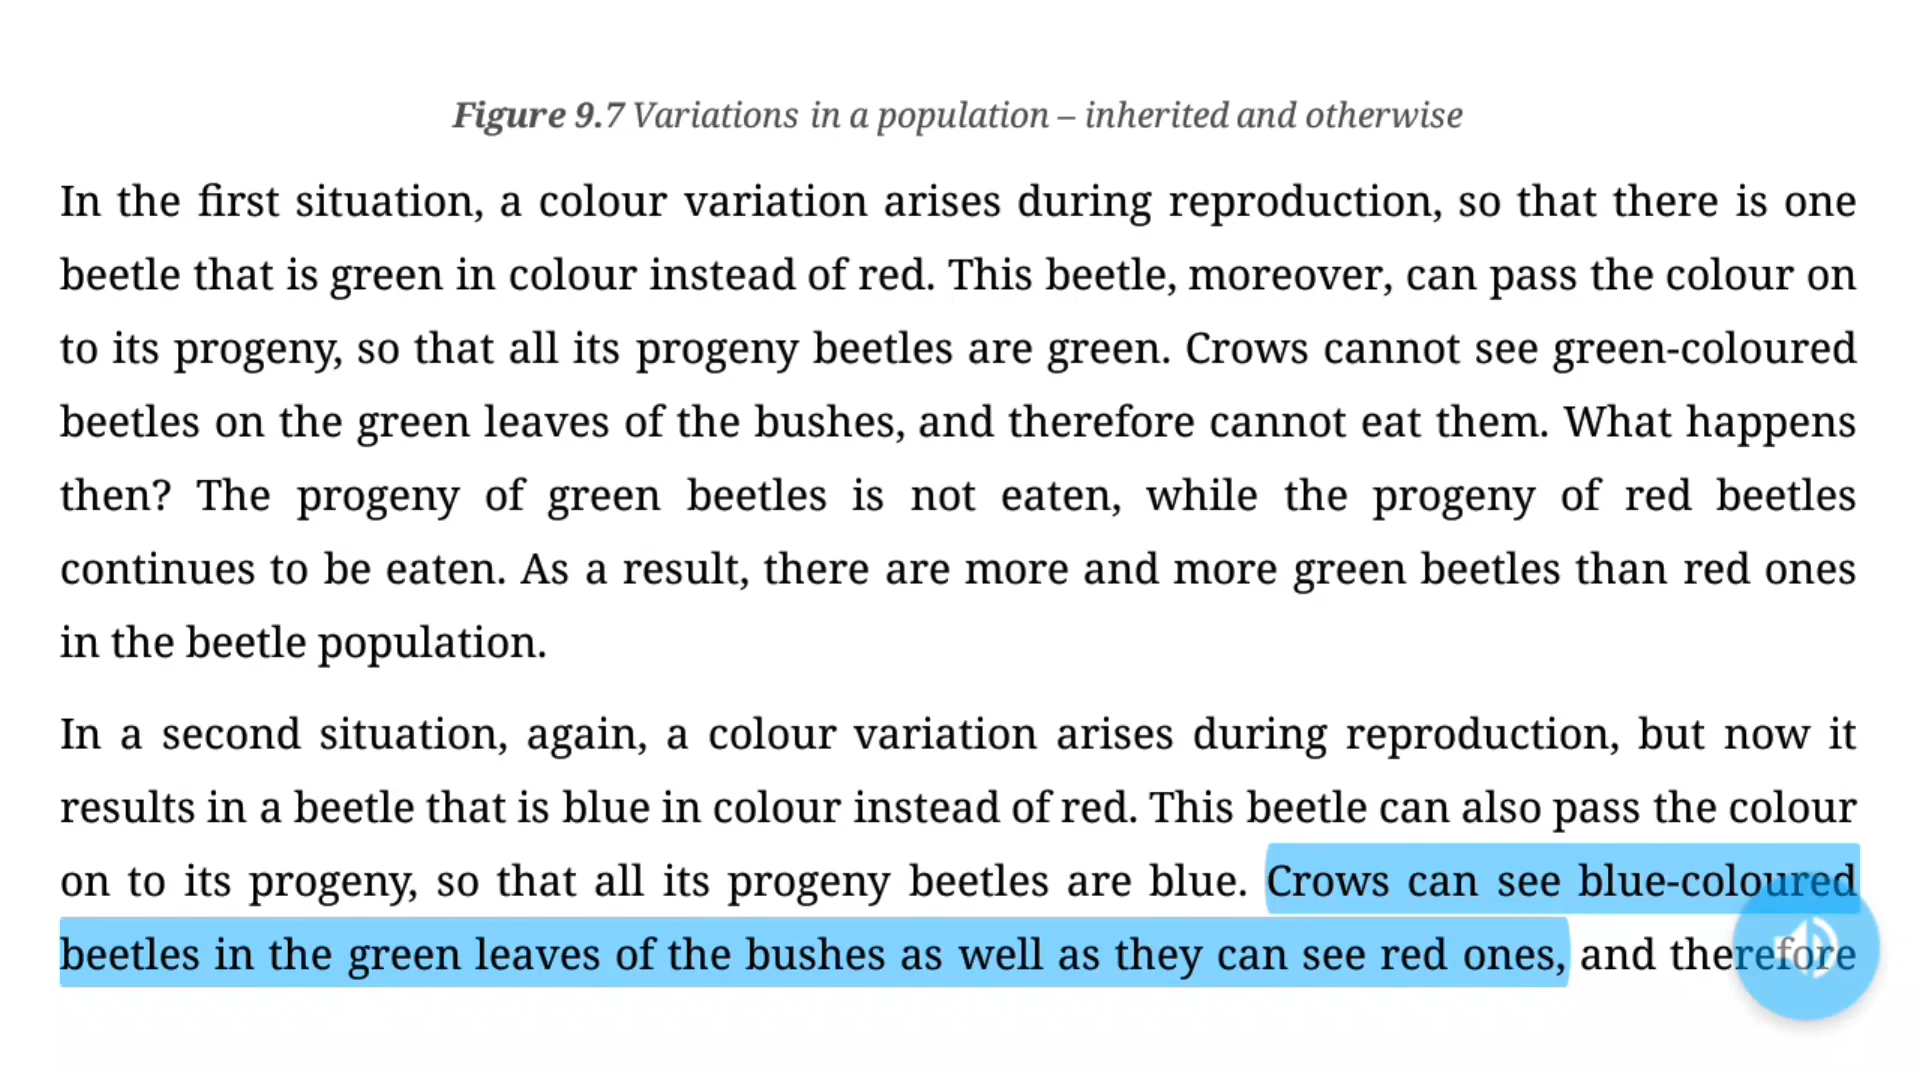 Figure 9.7 Variations in a population – inherited and otherwise
In the first situation, a colour variation arises during reproduction, so that there is one
beetle that is green in colour instead of red. This beetle, moreover, can pass the colour on
to its progeny, so that all its progeny beetles are green. Crows cannot see green-coloured
beetles on the green leaves of the bushes, and therefore cannot eat them. What happens
then? The progeny of green beetles is not eaten, while the progeny of red beetles
continues to be eaten. As a result, there are more and more green beetles than red ones
in the beetle population.
In a second situation, again, a colour variation arises during reproduction, but now it
results in a beetle that is blue in colour instead of red. This beetle can also pass the colour
on to its progeny, so that all its progeny beetles are blue. Crows can see blue-coloured
beetles in the green leaves of the bushes as well as they can see red ones, and therefore